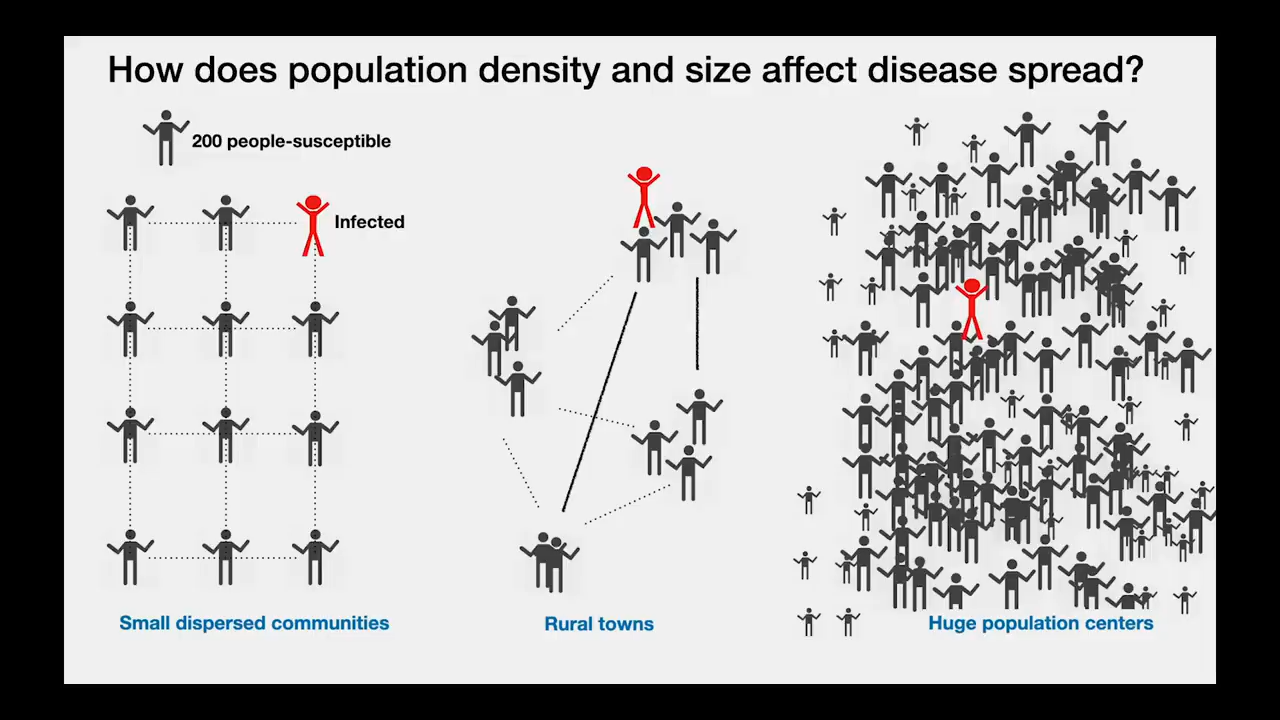 How does population density and size affect disease spread?
200 people-susceptible
Infected
Small dispersed communities
Rural towns
Huge population centers